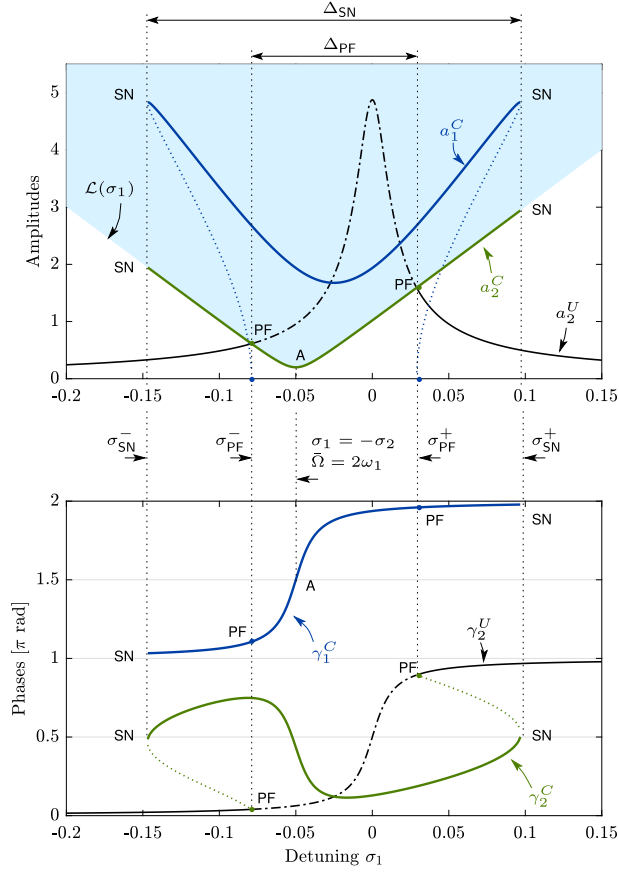 Δ_SN
Δ_PF
5
4
3
2
1
0
Amplitudes
SN
SN
a_1^C
ℒ(σ_1)
SN
SN
PF
PF
a_2^C
a_2^U
A
-0.2 -0.15 -0.1 -0.05 0 0.05 0.1 0.15
σ_SN^- σ_PF^- σ_1 = −σ_2 σ_PF^+ σ_SN^+
Ω̄ = 2ω_1
2
1.5
1
0.5
0
Phases [π rad]
PF
SN
A
PF
γ_1^C
SN
γ_2^U
PF
SN
SN
γ_2^C
PF
-0.2 -0.15 -0.1 -0.05 0 0.05 0.1 0.15
Detuning σ_1